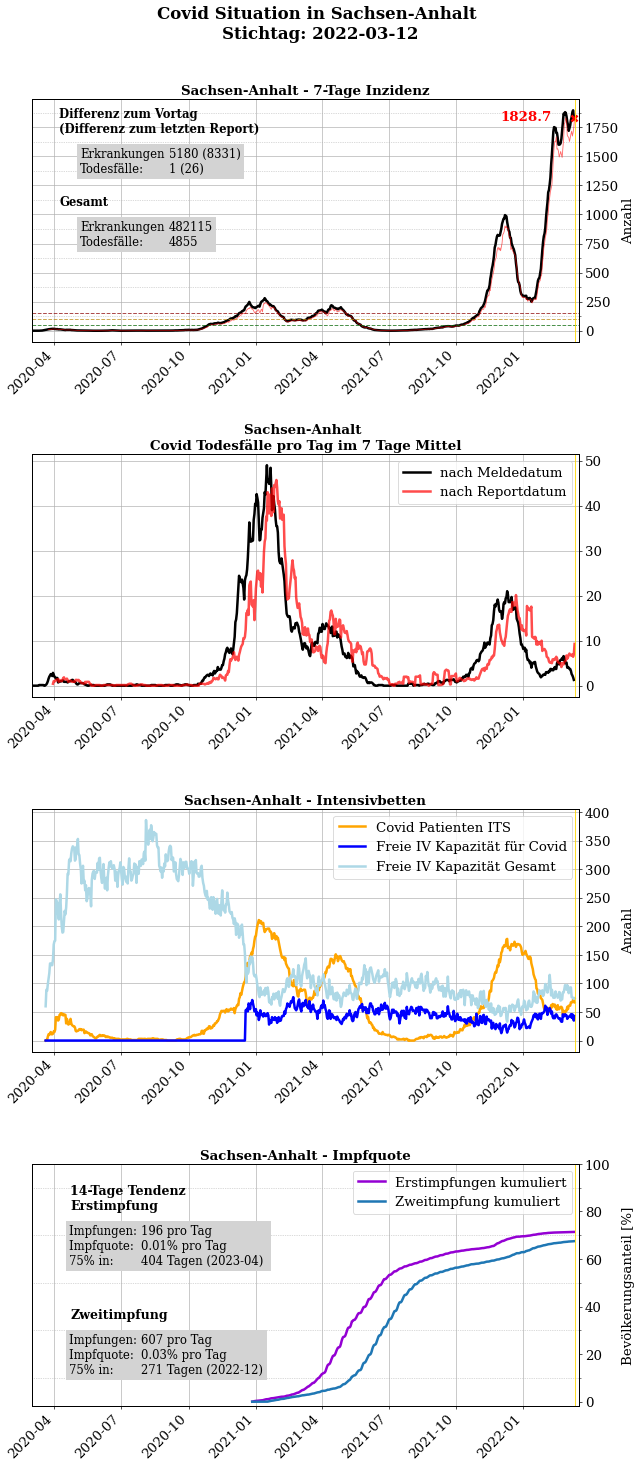 Covid Situation in Sachsen-Anhalt
Stichtag: 2022-03-12
Sachsen-Anhalt - 7-Tage Inzidenz
Differenz zum Vortag
(Differenz zum letzten Report)
Erkrankungen 5180 (8331)
Todesfälle: 1 (26)
Gesamt
Erkrankungen 482115
Todesfälle: 4855
1828.7
1750
1500
1250
1000
750
500
250
0
Anzahl
2020-04
2020-07
2020-10
2021-01
2021-04
2021-07
2021-10
2022-01
Sachsen-Anhalt
Covid Todesfälle pro Tag im 7 Tage Mittel
nach Meldedatum
nach Reportdatum
50
40
30
20
10
0
2020-04
2020-07
2020-10
2021-01
2021-04
2021-07
2021-10
2022-01
Sachsen-Anhalt - Intensivbetten
Covid Patienten ITS
Freie IV Kapazität für Covid
Freie IV Kapazität Gesamt
400
350
300
250
200
150
100
50
0
Anzahl
2020-04
2020-07
2020-10
2021-01
2021-04
2021-07
2021-10
2022-01
Sachsen-Anhalt - Impfquote
14-Tage Tendenz
Erstimpfung
Impfungen: 196 pro Tag
Impfquote: 0.01% pro Tag
75% in: 404 Tagen (2023-04)
Zweitimpfung
Impfungen: 607 pro Tag
Impfquote: 0.03% pro Tag
75% in: 271 Tagen (2022-12)
Erstimpfungen kumuliert
Zweitimpfung kumuliert
100
80
60
40
20
0
Bevölkerungsanteil [%]
2020-04
2020-07
2020-10
2021-01
2021-04
2021-07
2021-10
2022-01